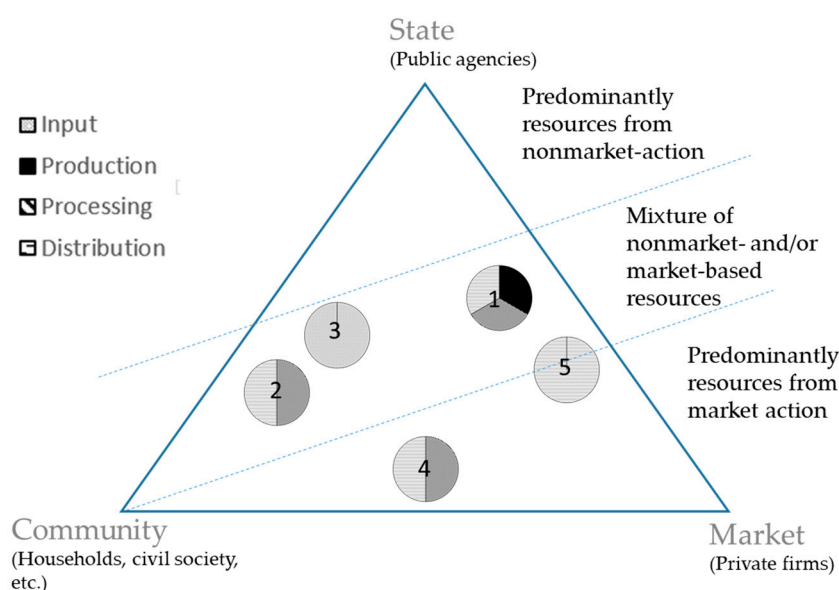 State
(Public agencies)
Predominantly
resources from
nonmarket-action
Input
Production
Processing
Distribution
Mixture of
nonmarket- and/or
market-based
resources
1
3
Predominantly
resources from
market action
5
2
4
Community
(Households, civil society,
etc.)
Market
(Private firms)